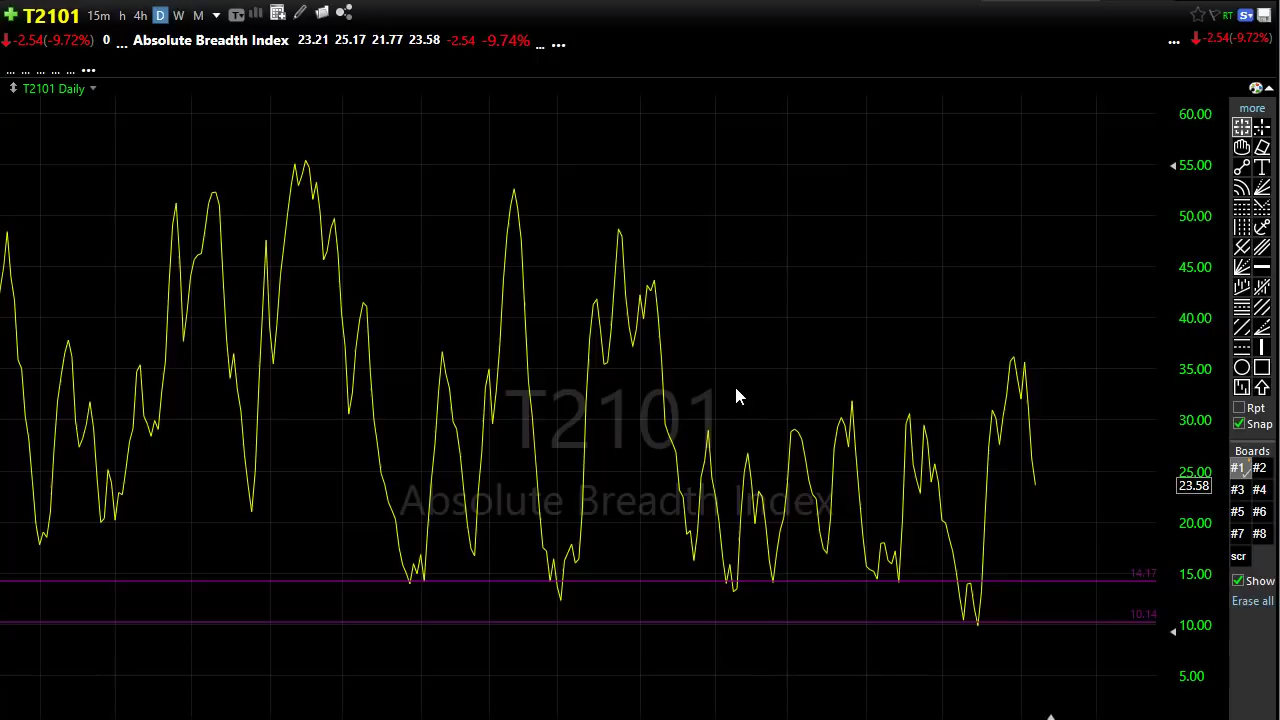 T2101 15m h 4h D W M RT S
-2.54(-9.72%) 0 ... Absolute Breadth Index 23.21 25.17 21.77 23.58 -2.54 -9.74% ... ... ... -2.54(-9.72%)
... ... ... ... ... ...
T2101 Daily
more
60.00
55.00
50.00
45.00
40.00
35.00
30.00
25.00
23.58
20.00
15.00
10.00
5.00
T2101
Absolute Breadth Index
14.17
10.14
Rpt
Snap
Boards
#1 #2
#3 #4
#5 #6
#7 #8
scr
Show
Erase all